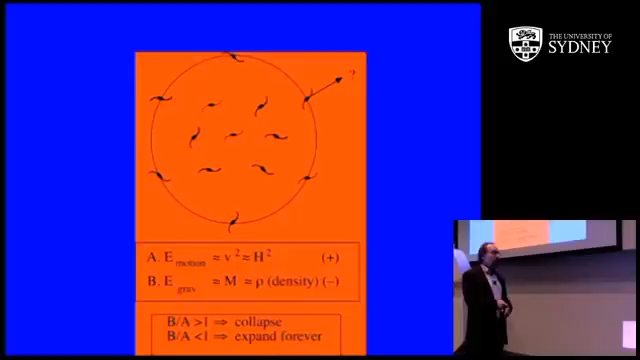 THE UNIVERSITY OF
SYDNEY
?
A. E motion ≈ v² ≈ H² (+)
B. E grav ≈ M ≈ ρ (density) (–)
B/A >1 ⇒ collapse
B/A <1 ⇒ expand forever